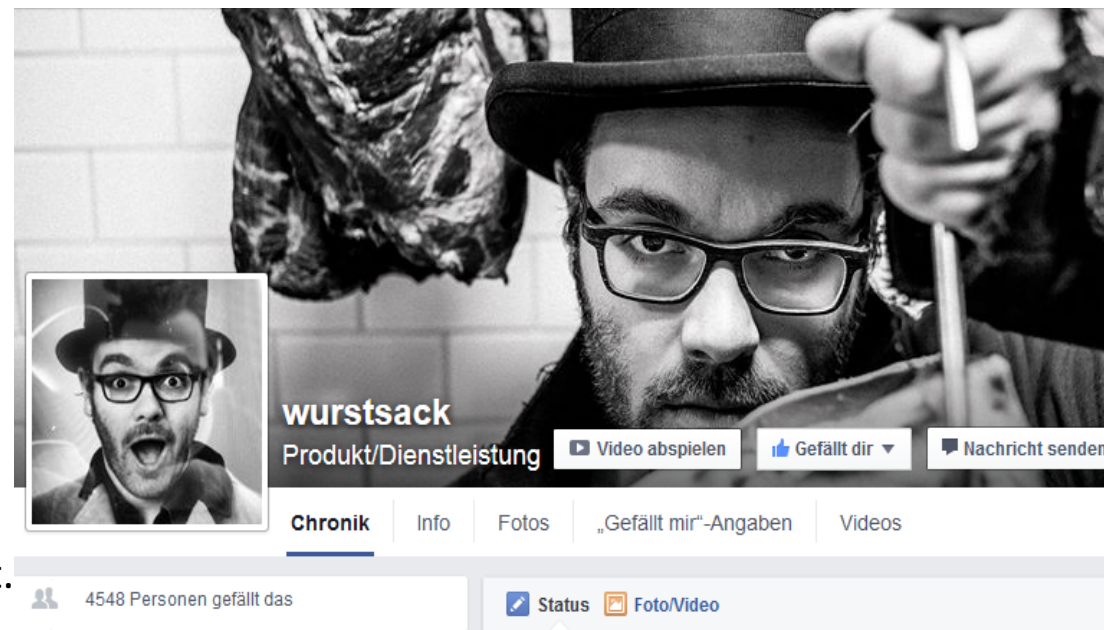 wurstsack
Produkt/Dienstleistung
Video abspielen
Gefällt dir
Nachricht senden
Chronik
Info
Fotos
„Gefällt mir“-Angaben
Videos
4548 Personen gefällt das
Status
Foto/Video